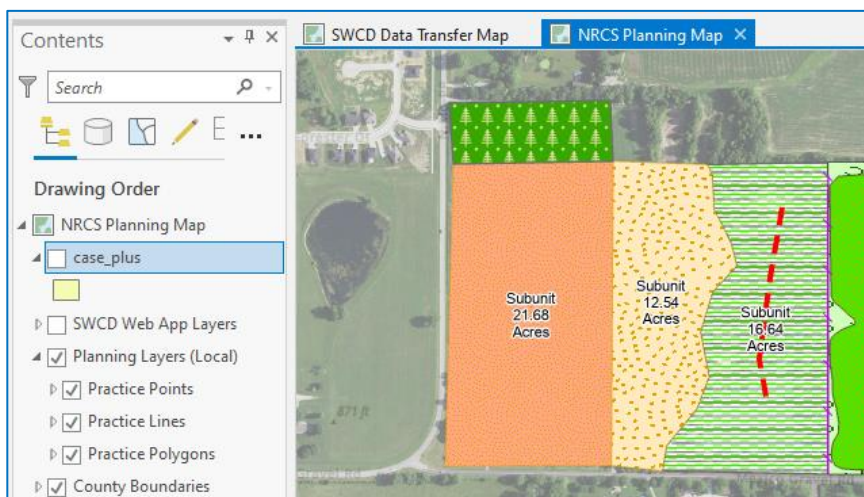 Contents
Search
Drawing Order
NRCS Planning Map
case_plus
SWCD Web App Layers
Planning Layers (Local)
Practice Points
Practice Lines
Practice Polygons
County Boundaries
SWCD Data Transfer Map
NRCS Planning Map
Subunit
21.68
Acres
Subunit
12.54
Acres
Subunit
16.64
Acres
871 ft